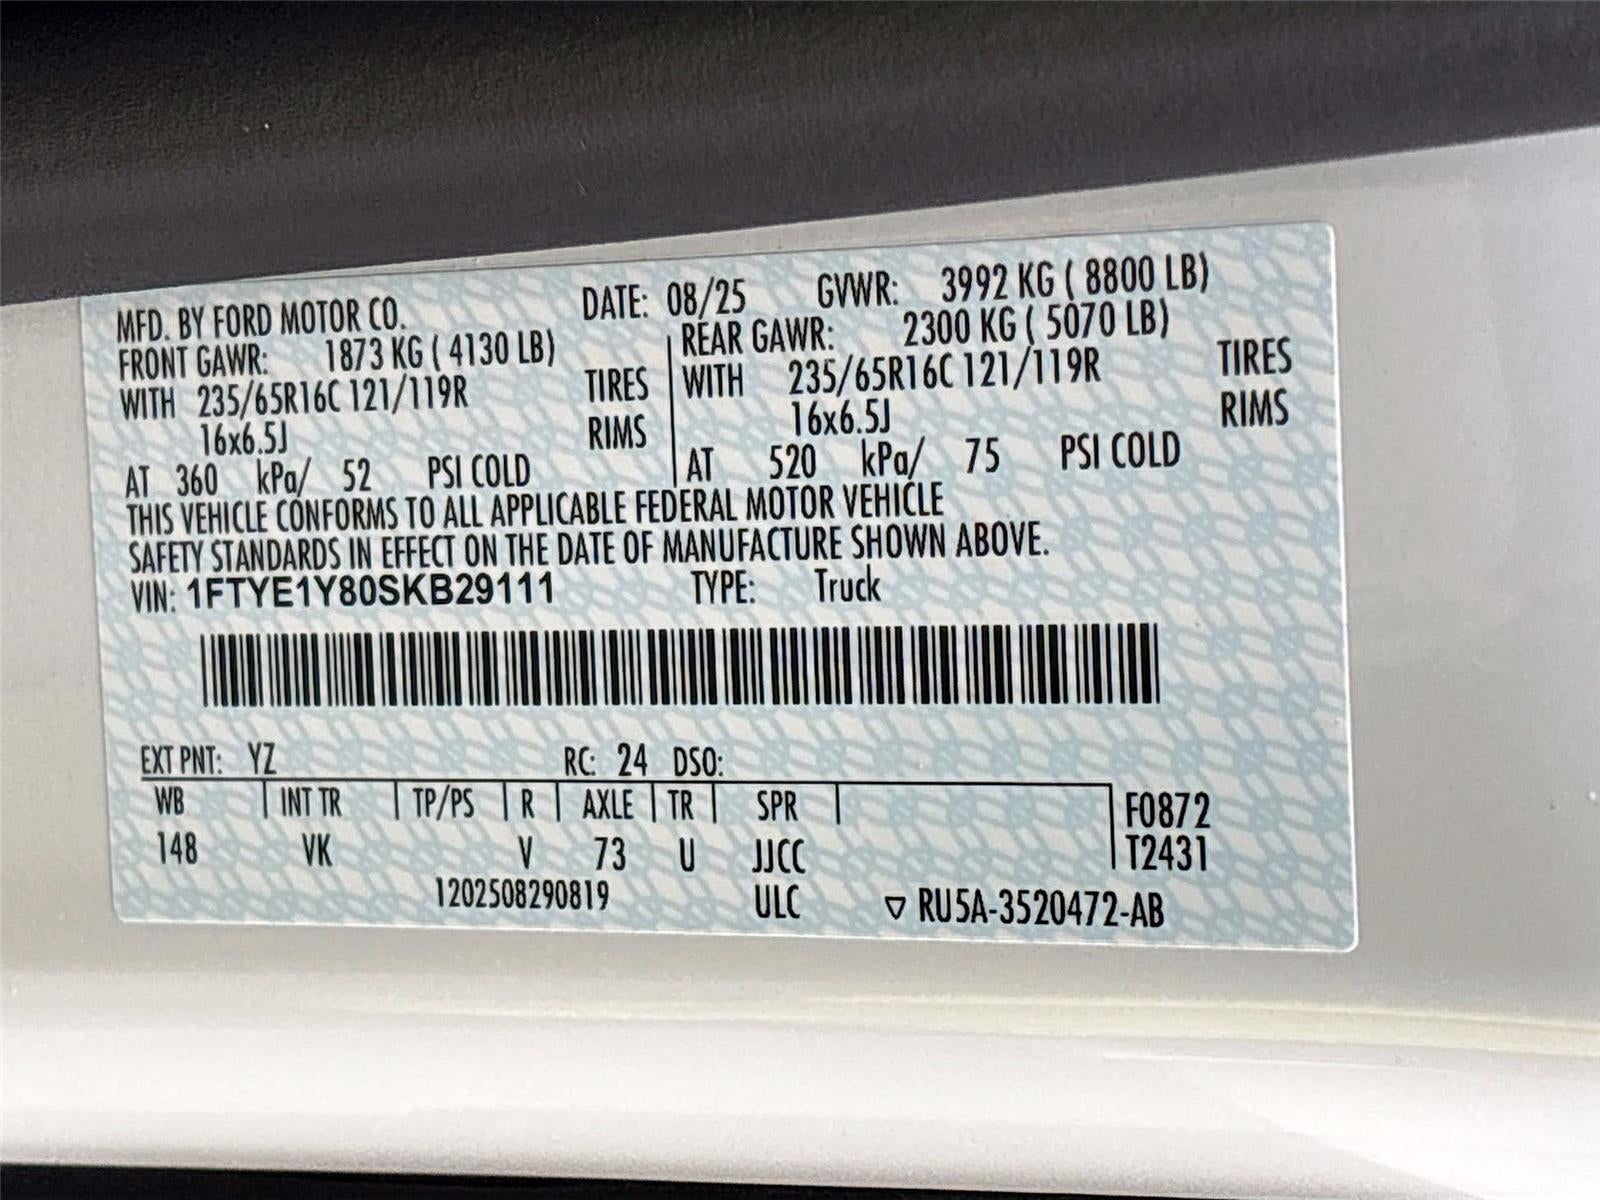 MFD. BY FORD MOTOR CO. DATE: 08/25 GVWR: 3992 KG ( 8800 LB)
FRONT GAWR: 1873 KG ( 4130 LB) REAR GAWR: 2300 KG ( 5070 LB)
WITH 235/65R16C 121/119R TIRES WITH 235/65R16C 121/119R TIRES
16x6.5J RIMS 16x6.5J RIMS
AT 360 kPa/ 52 PSI COLD AT 520 kPa/ 75 PSI COLD
THIS VEHICLE CONFORMS TO ALL APPLICABLE FEDERAL MOTOR VEHICLE
SAFETY STANDARDS IN EFFECT ON THE DATE OF MANUFACTURE SHOWN ABOVE.
VIN: 1FTYE1Y80SKB29111 TYPE: Truck
EXT PNT: YZ RC: 24 DSO:
WB INT TR TP/PS R AXLE TR SPR F0872
148 VK V 73 U JJCC T2431
1202508290819 ULC ▽ RU5A-3520472-AB